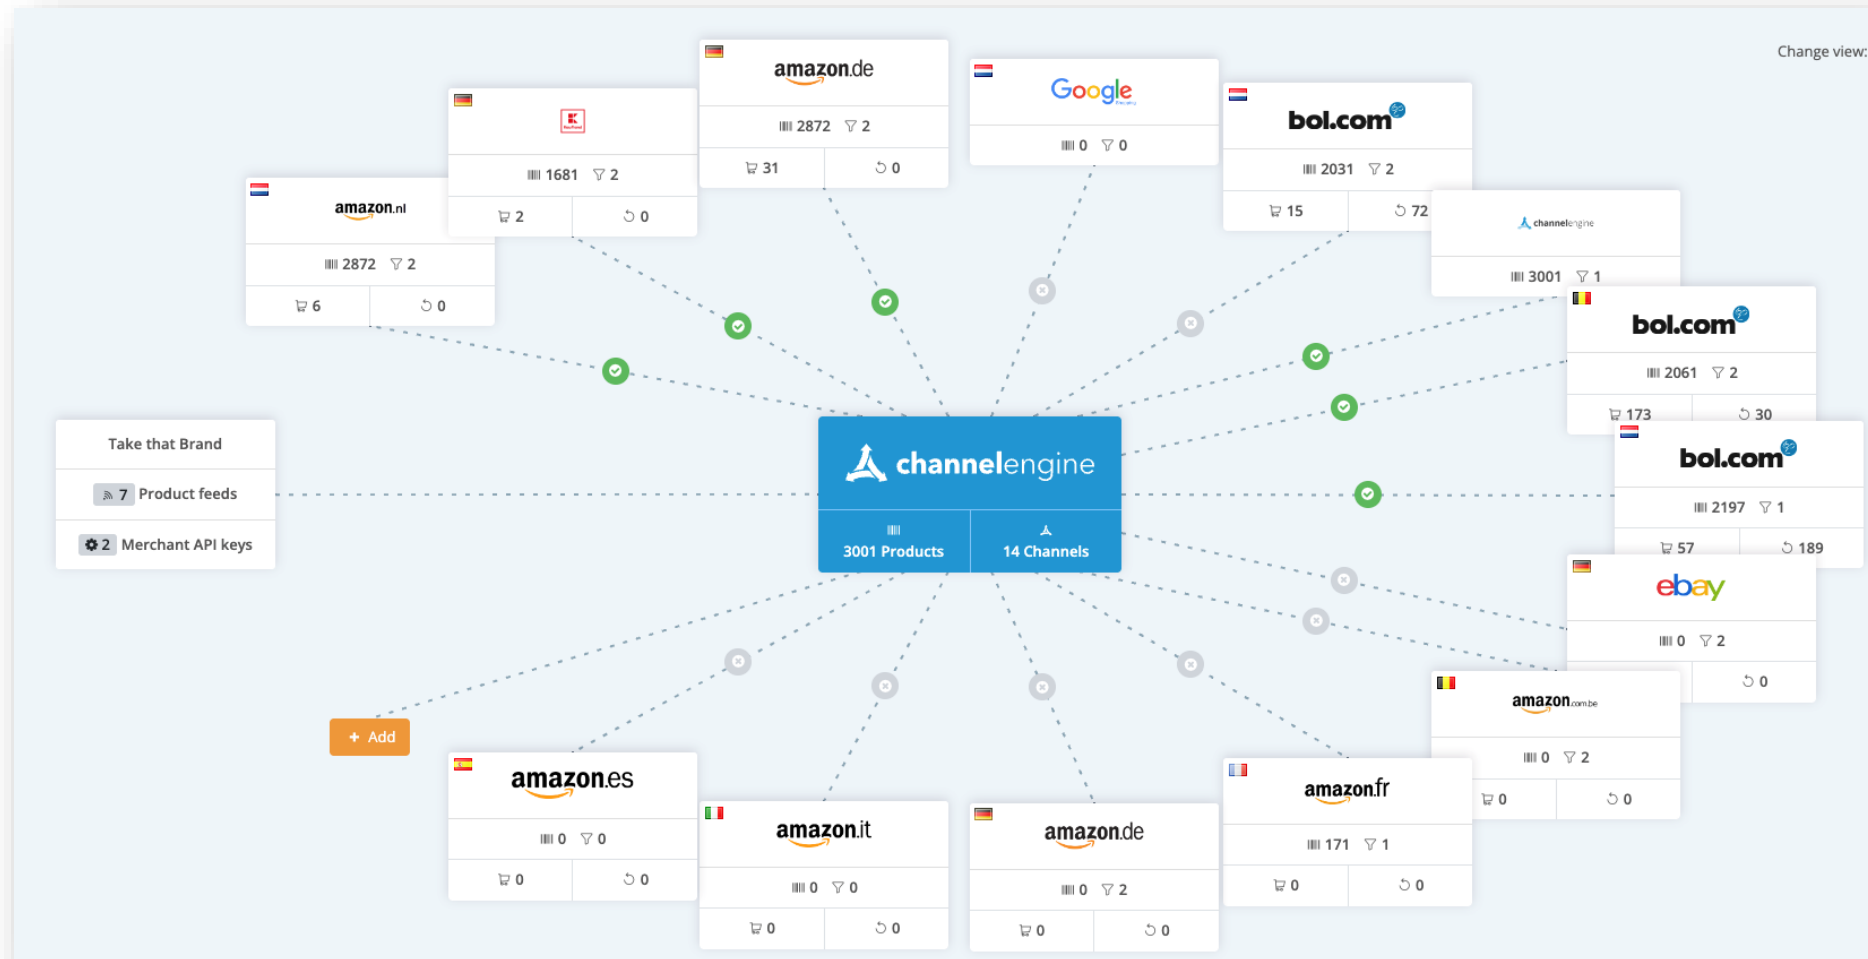 Change view:
amazon.de
2872 2
31 0
Google
0 0
bol.com
2031 2
15 72
K
1681 2
2 0
amazon.nl
2872 2
6 0
channelengine
3001 1
bol.com
2061 2
173 30
bol.com
2197 1
57 189
Take that Brand
7 Product feeds
2 Merchant API keys
channelengine
3001 Products
14 Channels
ebay
0 2
0
amazon.com.be
0 2
0 0
+ Add
amazon.es
0 0
0 0
amazon.it
0 0
0 0
amazon.de
0 2
0 0
amazon.fr
171 1
0 0